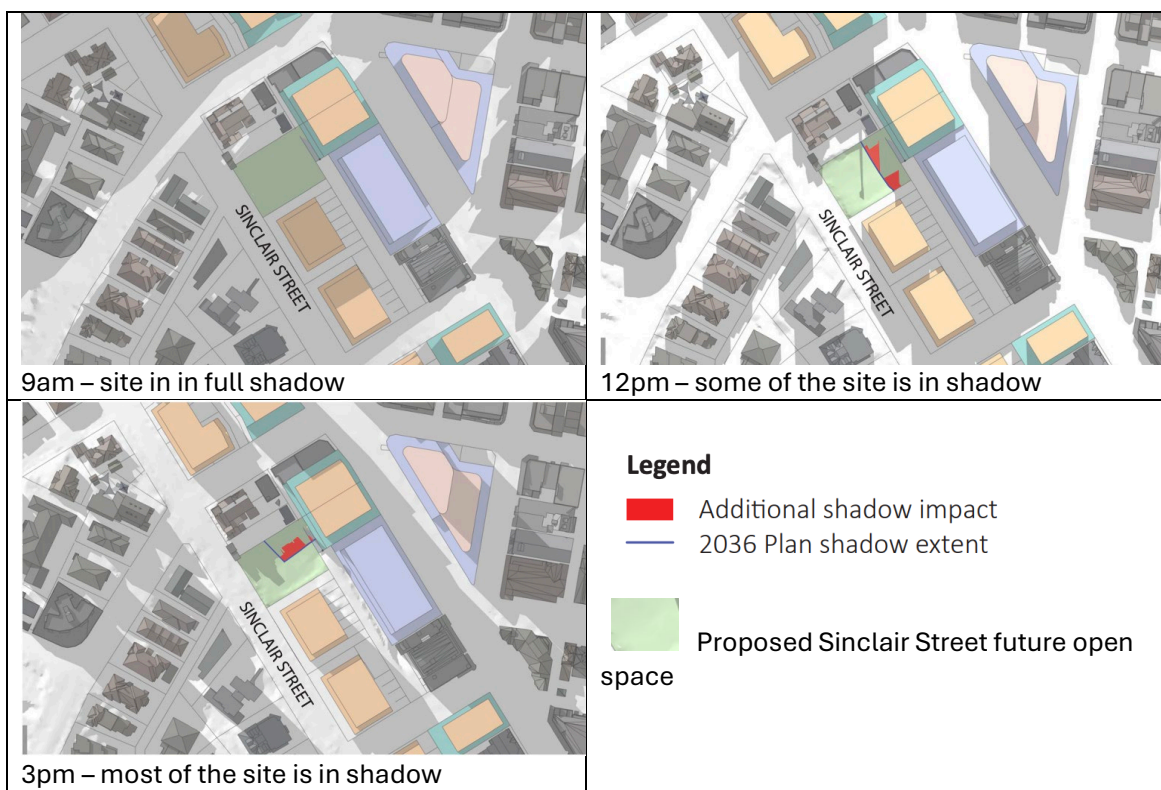 SINCLAIR STREET
9am – site in in full shadow
SINCLAIR STREET
12pm – some of the site is in shadow
SINCLAIR STREET
3pm – most of the site is in shadow
Legend
Additional shadow impact
2036 Plan shadow extent
Proposed Sinclair Street future open
space